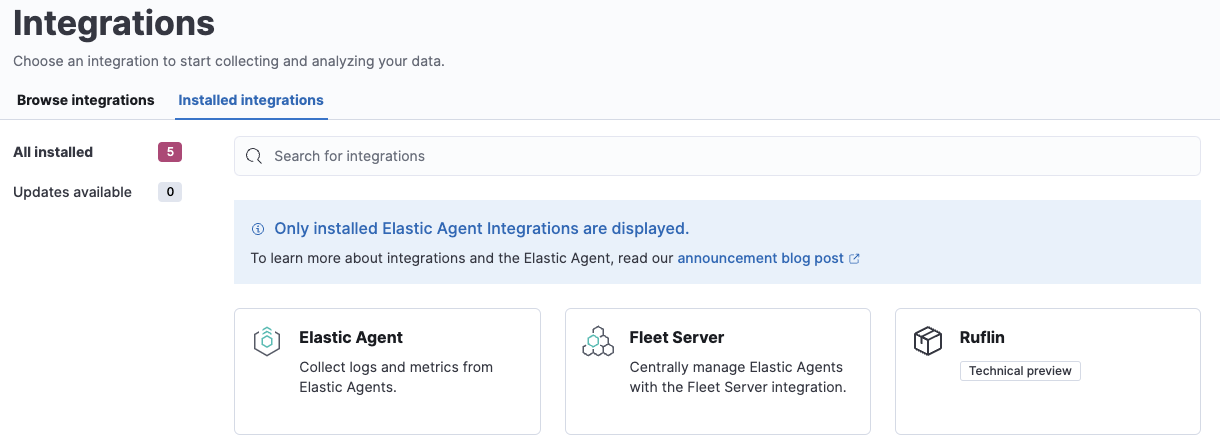 Integrations
Choose an integration to start collecting and analyzing your data.
Browse integrations Installed integrations
All installed 5
Updates available 0
Search for integrations
Only installed Elastic Agent Integrations are displayed.
To learn more about integrations and the Elastic Agent, read our announcement blog post
Elastic Agent
Collect logs and metrics from
Elastic Agents.
Fleet Server
Centrally manage Elastic Agents
with the Fleet Server integration.
Ruflin
Technical preview